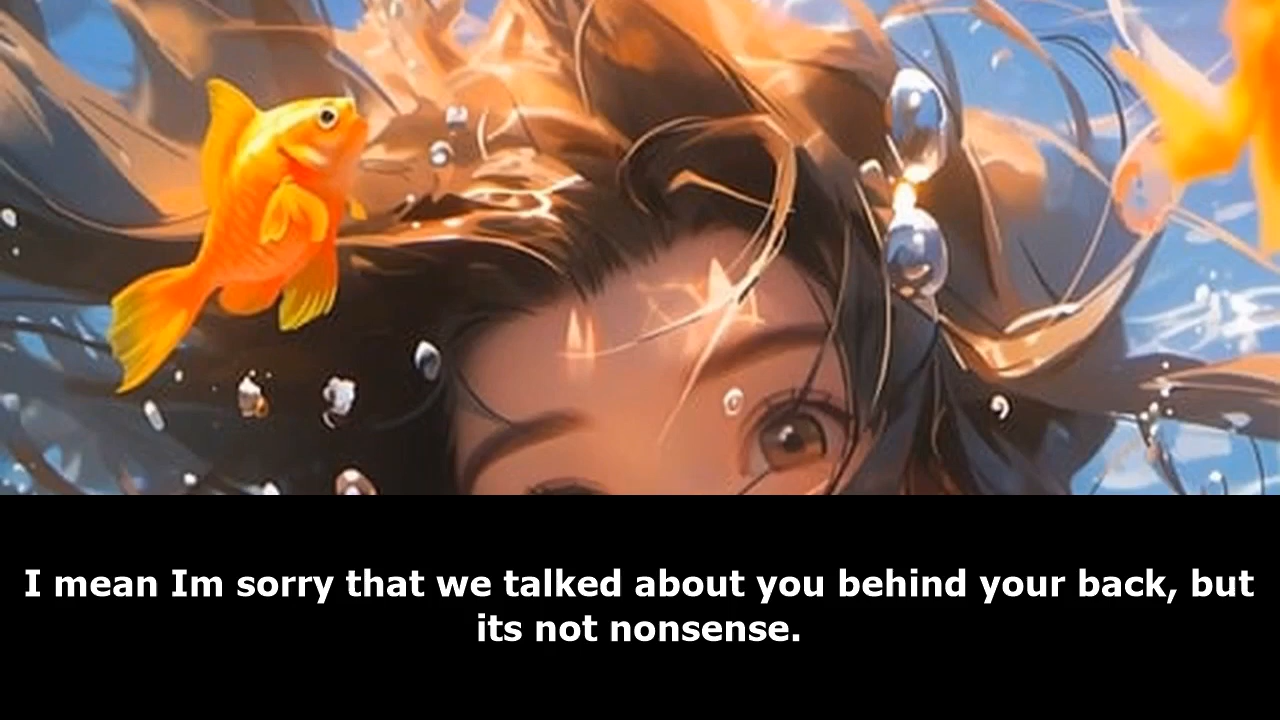 I mean Im sorry that we talked about you behind your back, but
its not nonsense.